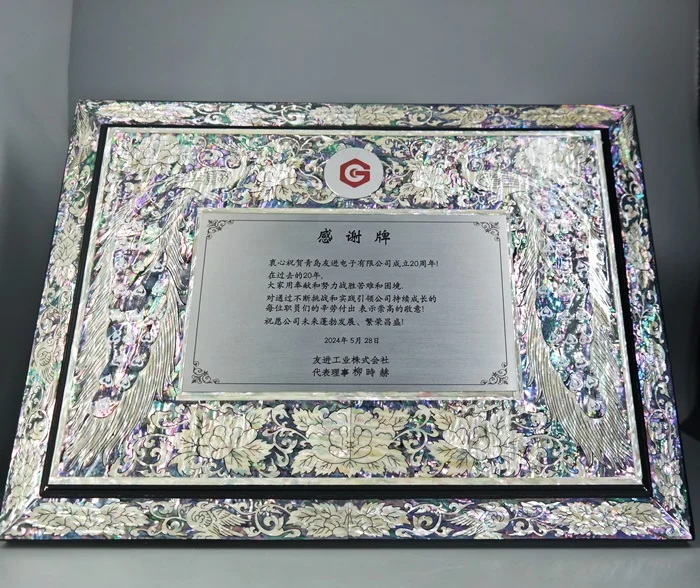 感谢牌
衷心祝贺青岛友进电子有限公司成立20周年!
在过去的20年,
大家用奉献和努力战胜苦难和困境,
对通过不断挑战和实践引领公司持续成长的
每位职员们的辛劳付出 表示崇高的敬意!
祝愿公司未来蓬勃发展、繁荣昌盛!
2024年 5月 28日
友进工业株式会社
代表理事 柳時赫